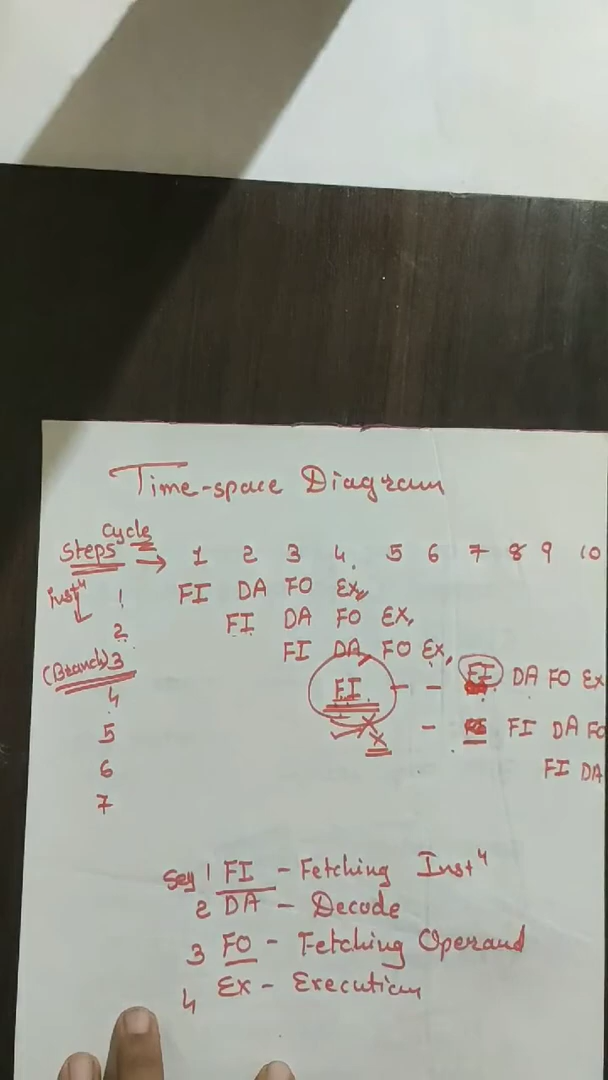 Time-space Diagram
Cycle
Steps → 1 2 3 4 5 6 7 8 9 10
Instⁿ 1 FI DA FO EX
2 FI DA FO EX
(Branch) 3 FI DA FO EX
4 FI - - FI DA FO EX
5 X - FI DA FO
6 FI DA
7
Seg 1 FI - Fetching Instⁿ
2 DA - Decode
3 FO - Fetching Operand
4 EX - Execution